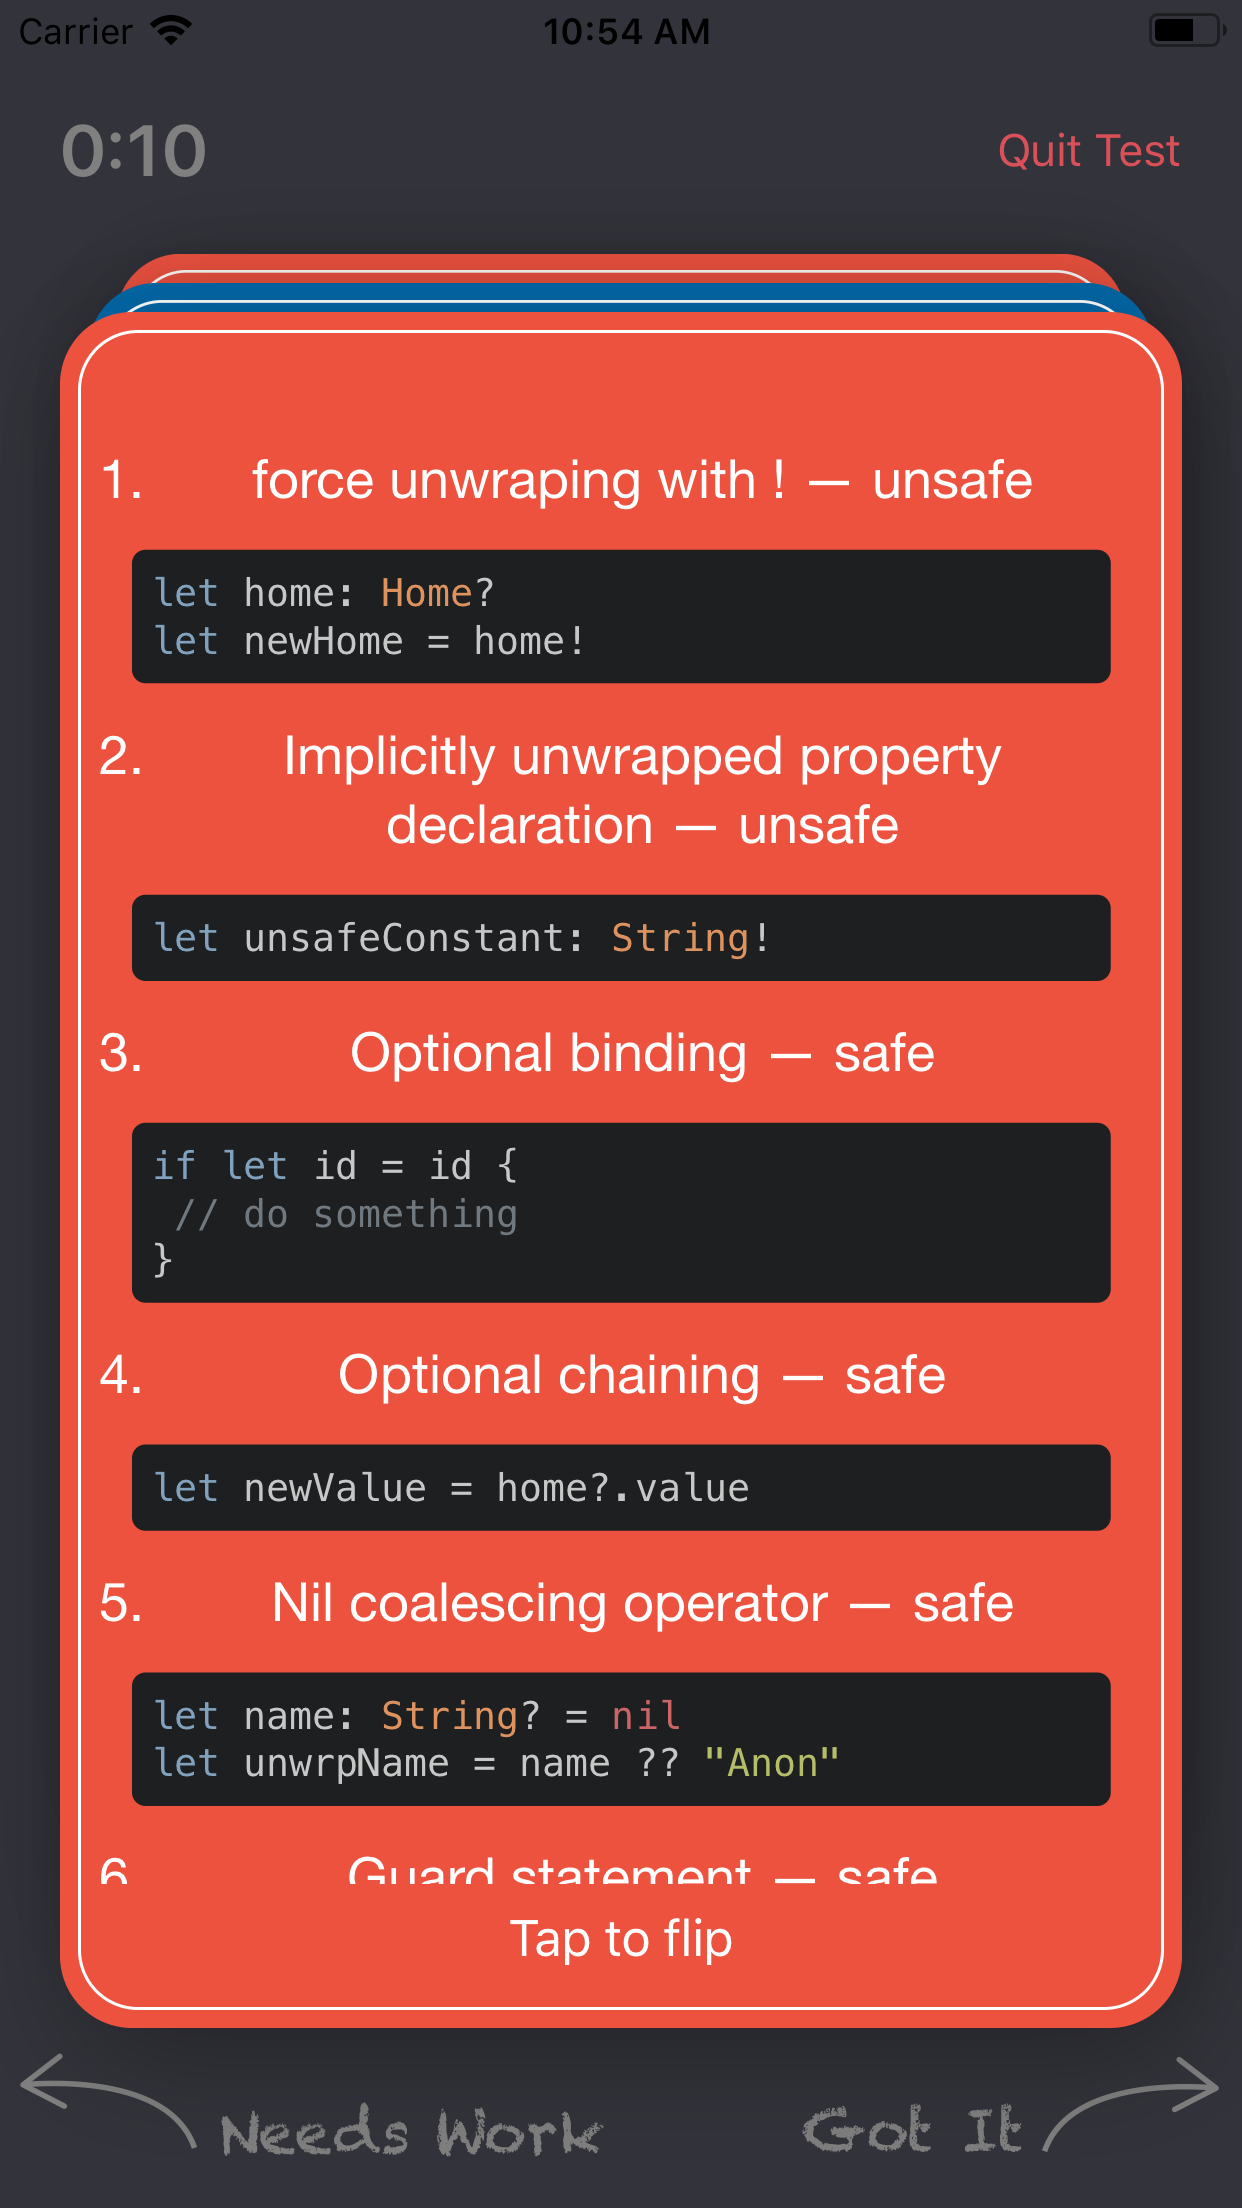 Carrier 10:54 AM
0:10 Quit Test
1. force unwraping with ! — unsafe
let home: Home?
let newHome = home!
2. Implicitly unwrapped property
declaration — unsafe
let unsafeConstant: String!
3. Optional binding — safe
if let id = id {
// do something
}
4. Optional chaining — safe
let newValue = home?.value
5. Nil coalescing operator — safe
let name: String? = nil
let unwrpName = name ?? "Anon"
6 Guard statement — safe
Tap to flip
Needs Work Got It